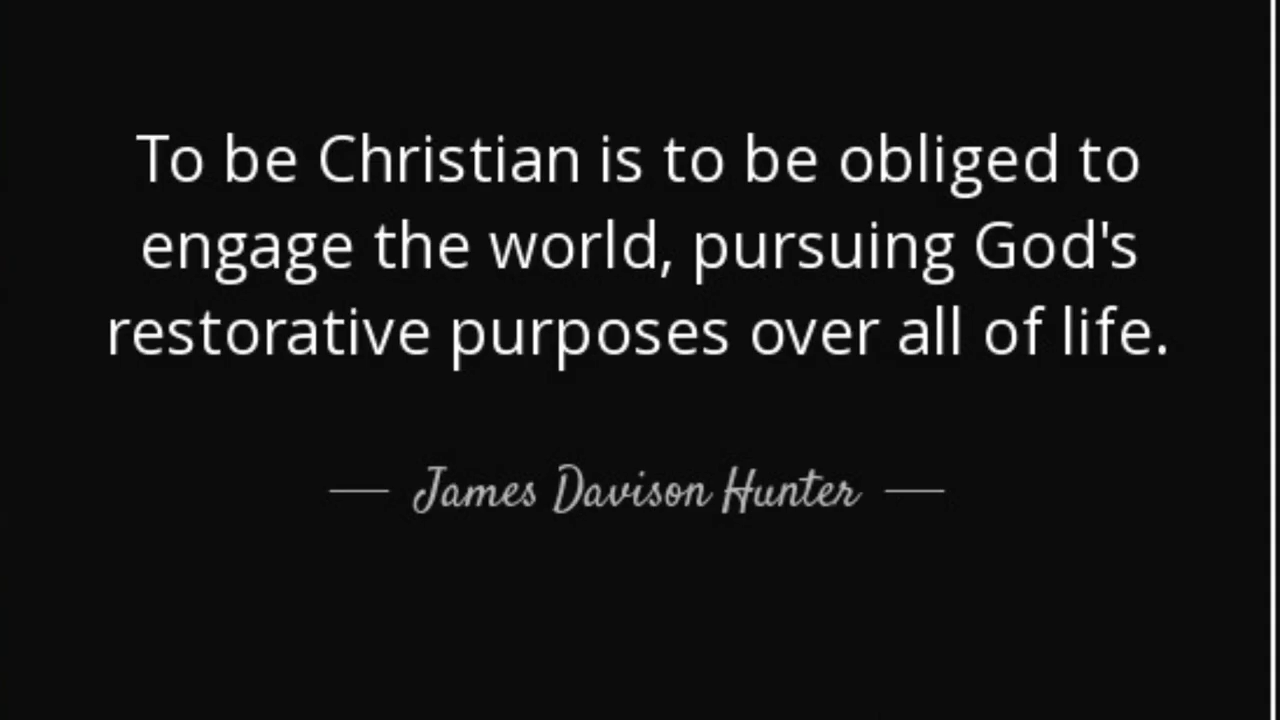 To be Christian is to be obliged to
engage the world, pursuing God's
restorative purposes over all of life.
— James Davison Hunter —